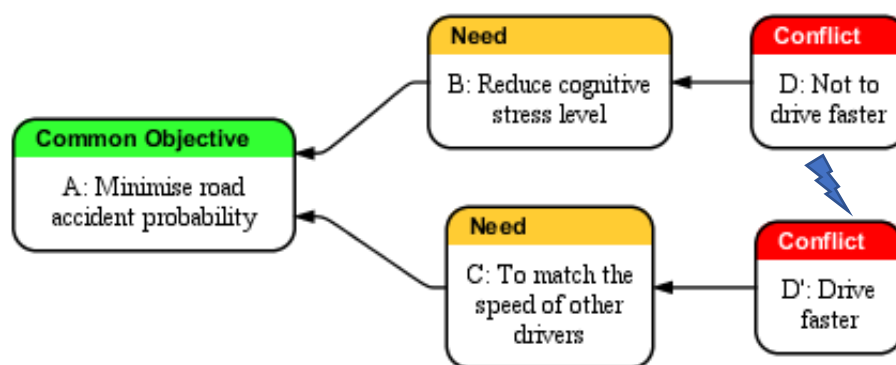 Need
B: Reduce cognitive
stress level
Conflict
D: Not to
drive faster
Common Objective
A: Minimise road
accident probability
Need
C: To match the
speed of other
drivers
Conflict
D': Drive
faster